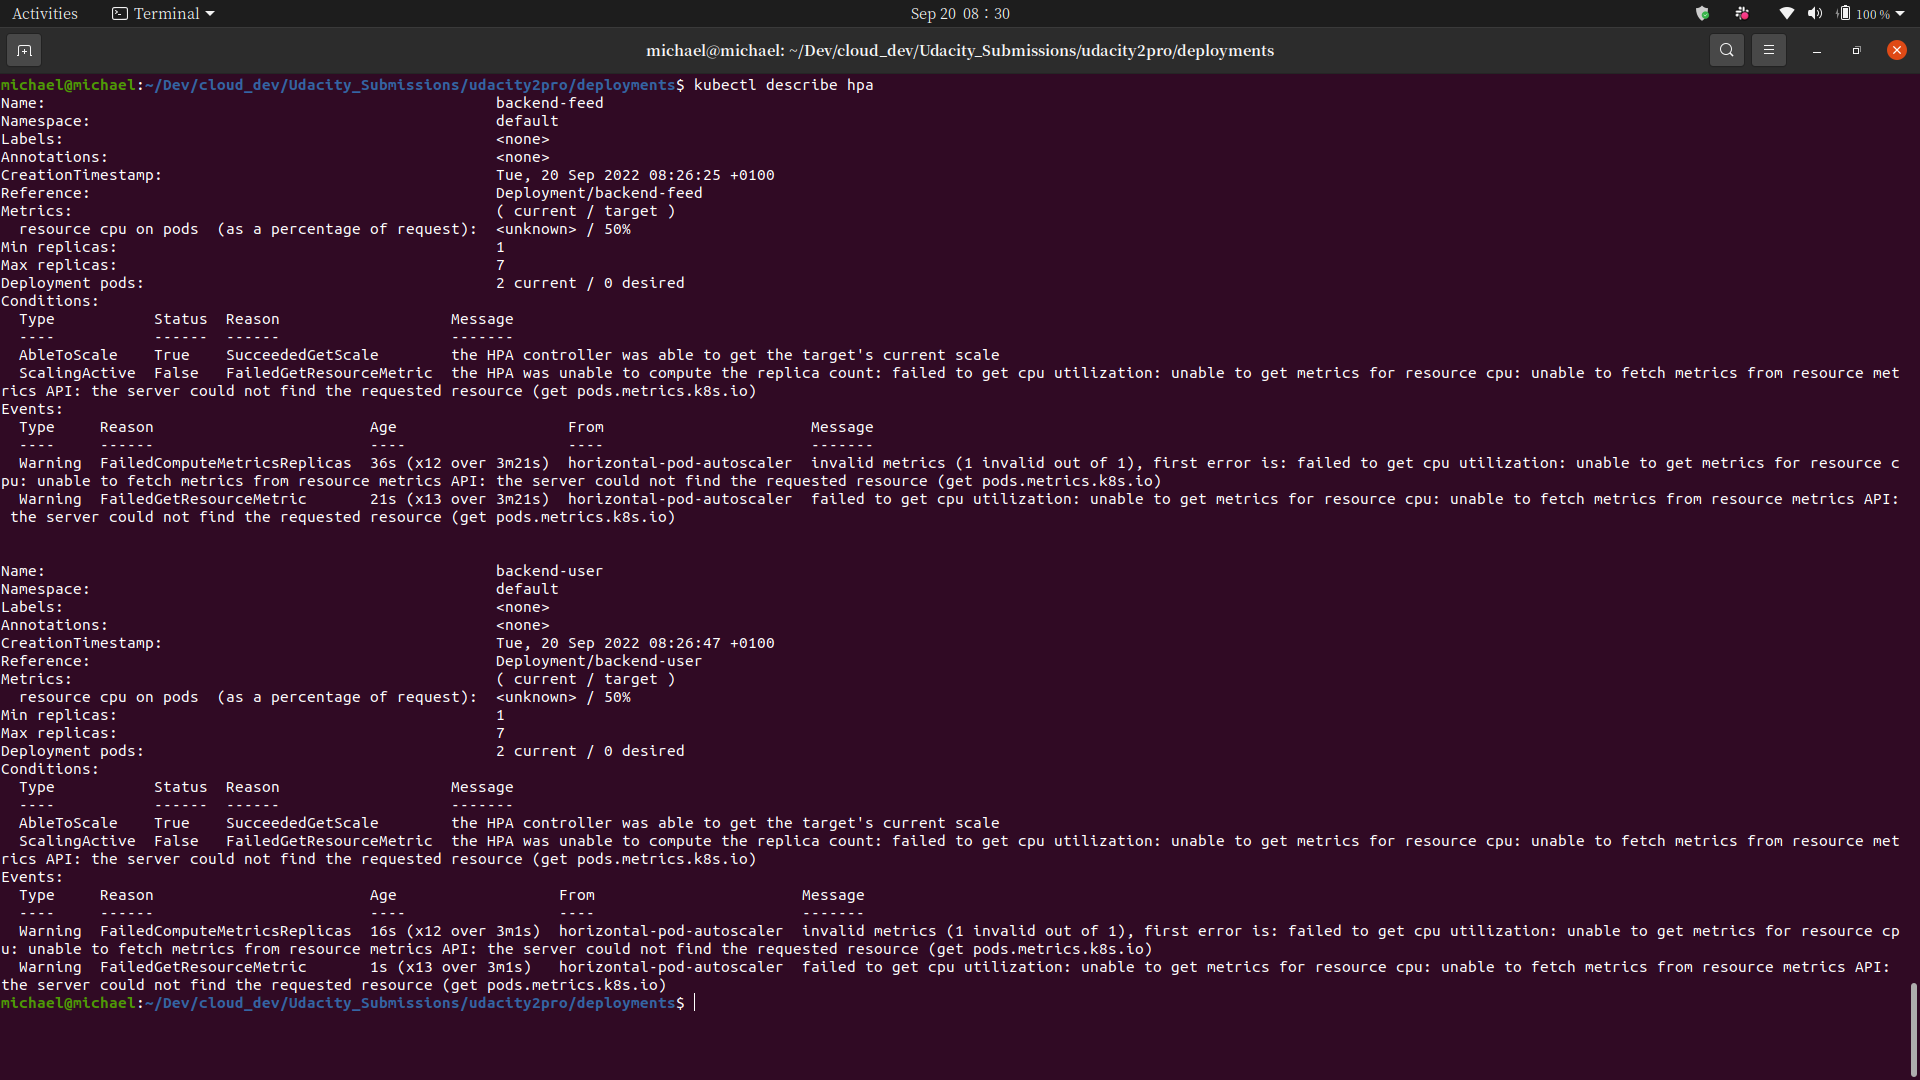 Activities Terminal Sep 20 08:30 100 %
michael@michael: ~/Dev/cloud_dev/Udacity_Submissions/udacity2pro/deployments
michael@michael:~/Dev/cloud_dev/Udacity_Submissions/udacity2pro/deployments$ kubectl describe hpa
Name: backend-feed
Namespace: default
Labels: <none>
Annotations: <none>
CreationTimestamp: Tue, 20 Sep 2022 08:26:25 +0100
Reference: Deployment/backend-feed
Metrics: ( current / target )
resource cpu on pods (as a percentage of request): <unknown> / 50%
Min replicas: 1
Max replicas: 7
Deployment pods: 2 current / 0 desired
Conditions:
Type Status Reason Message
---- ------ ------ -------
AbleToScale True SucceededGetScale the HPA controller was able to get the target's current scale
ScalingActive False FailedGetResourceMetric the HPA was unable to compute the replica count: failed to get cpu utilization: unable to get metrics for resource cpu: unable to fetch metrics from resource met
rics API: the server could not find the requested resource (get pods.metrics.k8s.io)
Events:
Type Reason Age From Message
---- ------ ---- ---- -------
Warning FailedComputeMetricsReplicas 36s (x12 over 3m21s) horizontal-pod-autoscaler invalid metrics (1 invalid out of 1), first error is: failed to get cpu utilization: unable to get metrics for resource c
pu: unable to fetch metrics from resource metrics API: the server could not find the requested resource (get pods.metrics.k8s.io)
Warning FailedGetResourceMetric 21s (x13 over 3m21s) horizontal-pod-autoscaler failed to get cpu utilization: unable to get metrics for resource cpu: unable to fetch metrics from resource metrics API:
the server could not find the requested resource (get pods.metrics.k8s.io)
Name: backend-user
Namespace: default
Labels: <none>
Annotations: <none>
CreationTimestamp: Tue, 20 Sep 2022 08:26:47 +0100
Reference: Deployment/backend-user
Metrics: ( current / target )
resource cpu on pods (as a percentage of request): <unknown> / 50%
Min replicas: 1
Max replicas: 7
Deployment pods: 2 current / 0 desired
Conditions:
Type Status Reason Message
---- ------ ------ -------
AbleToScale True SucceededGetScale the HPA controller was able to get the target's current scale
ScalingActive False FailedGetResourceMetric the HPA was unable to compute the replica count: failed to get cpu utilization: unable to get metrics for resource cpu: unable to fetch metrics from resource met
rics API: the server could not find the requested resource (get pods.metrics.k8s.io)
Events:
Type Reason Age From Message
---- ------ ---- ---- -------
Warning FailedComputeMetricsReplicas 16s (x12 over 3m1s) horizontal-pod-autoscaler invalid metrics (1 invalid out of 1), first error is: failed to get cpu utilization: unable to get metrics for resource cp
u: unable to fetch metrics from resource metrics API: the server could not find the requested resource (get pods.metrics.k8s.io)
Warning FailedGetResourceMetric 1s (x13 over 3m1s) horizontal-pod-autoscaler failed to get cpu utilization: unable to get metrics for resource cpu: unable to fetch metrics from resource metrics API:
the server could not find the requested resource (get pods.metrics.k8s.io)
michael@michael:~/Dev/cloud_dev/Udacity_Submissions/udacity2pro/deployments$